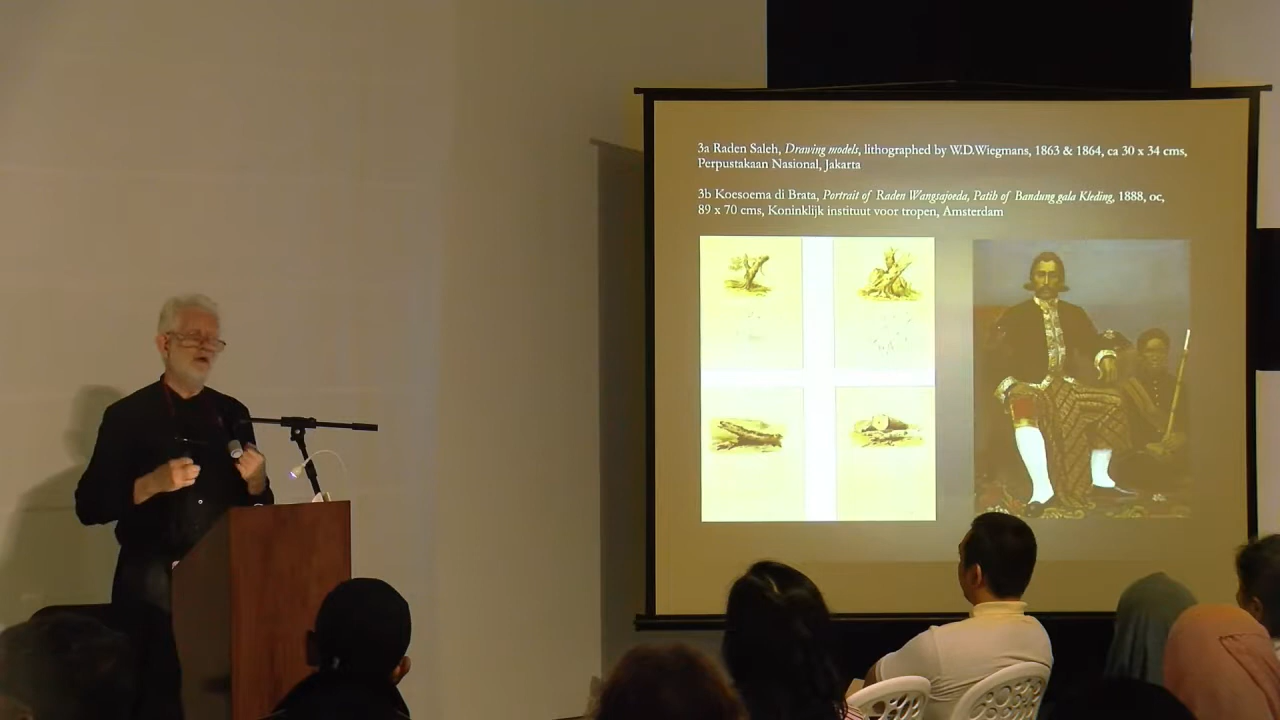 3a Raden Saleh, Drawing models, lithographed by W.D.Wiegmans, 1863 & 1864, ca 30 x 34 cms,
Perpustakaan Nasional, Jakarta
3b Koesoema di Brata, Portrait of Raden Wangsajoeda, Patih of Bandung gala Kleding, 1888, oc,
89 x 70 cms, Koninklijk instituut voor tropen, Amsterdam